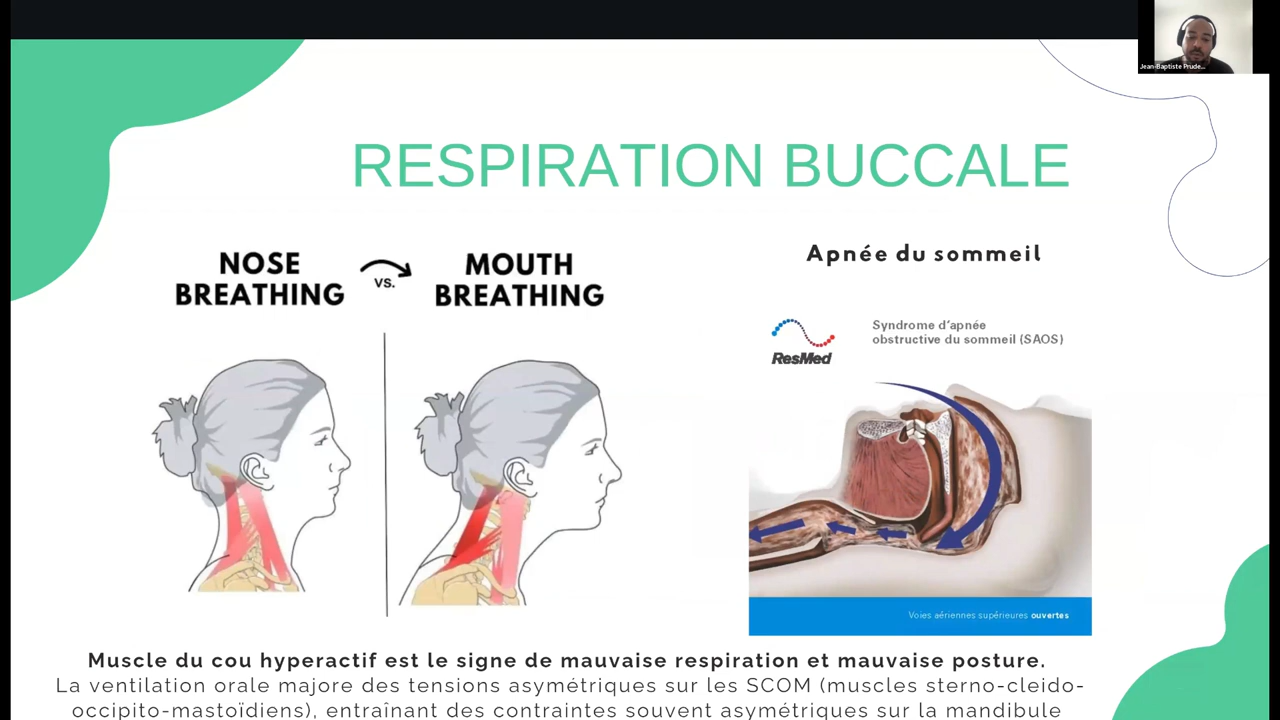 Jean-Baptiste Prude...
RESPIRATION BUCCALE
NOSE
BREATHING
vs.
MOUTH
BREATHING
Apnée du sommeil
ResMed
Syndrome d'apnée
obstructive du sommeil (SAOS)
Voies aériennes supérieures ouvertes
Muscle du cou hyperactif est le signe de mauvaise respiration et mauvaise posture.
La ventilation orale majore des tensions asymétriques sur les SCOM (muscles sterno-cleido-
occipito-mastoïdiens), entraînant des contraintes souvent asymétriques sur la mandibule